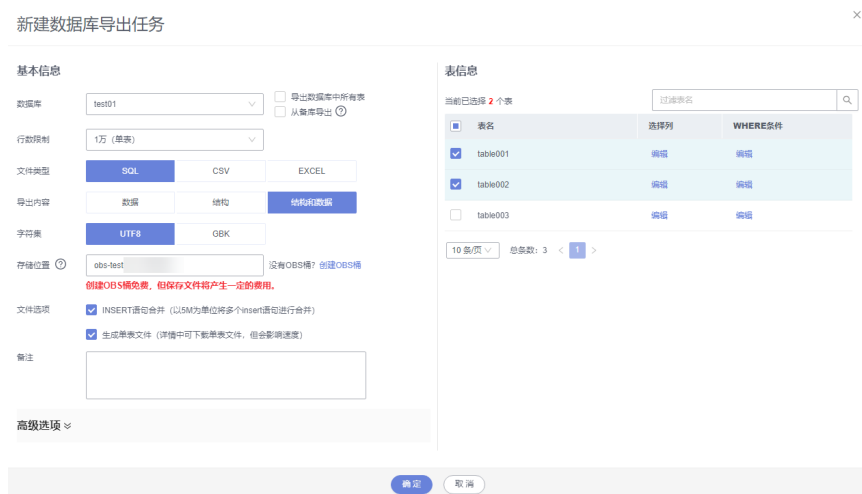 新建数据库导出任务
基本信息
数据库
test01
导出数据库中所有表
从备库导出
行数限制
1万（单表）
文件类型
SQL
CSV
EXCEL
导出内容
数据
结构
结构和数据
字符集
UTF8
GBK
存储位置
obs-test
没有OBS桶？ 创建OBS桶
创建OBS桶免费，但保存文件将产生一定的费用。
文件选项
INSERT语句合并（以5M为单位将多个insert语句进行合并）
生成单表文件（详情中可下载单表文件，但会影响速度）
备注
高级选项
表信息
当前已选择 2 个表
过滤表名
表名 选择列 WHERE条件
table001 编辑 编辑
table002 编辑 编辑
table003 编辑 编辑
10 条/页 总条数：3 < 1 >
确定
取消